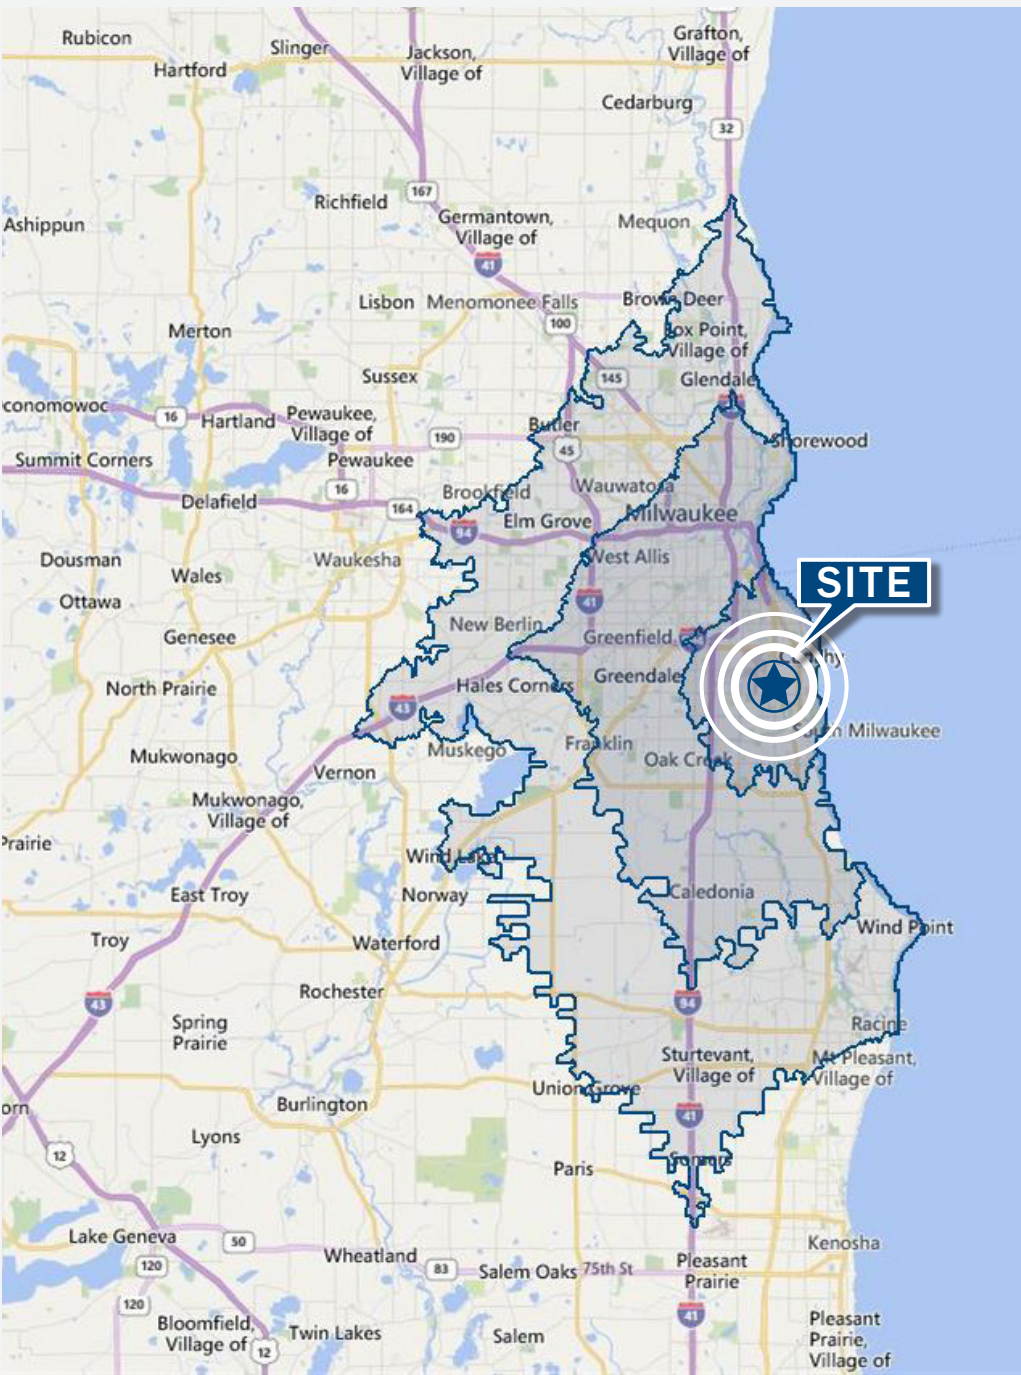 Rubicon
Slinger
Jackson,
Village of
Grafton,
Village of
Hartford
Cedarburg
32
167
Richfield
Germantown,
Village of
Mequon
Ashippun
41
Lisbon
Menomonee Falls
Brown Deer
100
Merton
Fox Point,
Village of
Sussex
145
Glendale
conomowoc
16
Hartland
Pewaukee,
Village of
190
Butler
45
Shorewood
Summit Corners
Pewaukee
16
Brookfield
Wauwatosa
Delafield
164
94
Elm Grove
Milwaukee
Dousman
Waukesha
West Allis
Wales
SITE
Ottawa
41
Genesee
New Berlin
Greenfield
Cudahy
North Prairie
Hales Corners
Greendale
43
South Milwaukee
Mukwonago
Muskego
Franklin
Oak Creek
Vernon
Mukwonago,
Village of
Prairie
Wind Lake
East Troy
Norway
Caledonia
Troy
Waterford
Wind Point
43
Rochester
94
Spring
Prairie
Racine
Sturtevant,
Village of
Mt Pleasant,
Village of
Union Grove
orn
Burlington
41
Lyons
12
Paris
Somers
Lake Geneva
50
Wheatland
Kenosha
120
83
Salem Oaks
75th St
Pleasant
Prairie
120
41
Bloomfield,
Village of
12
Twin Lakes
Salem
Pleasant
Prairie,
Village of